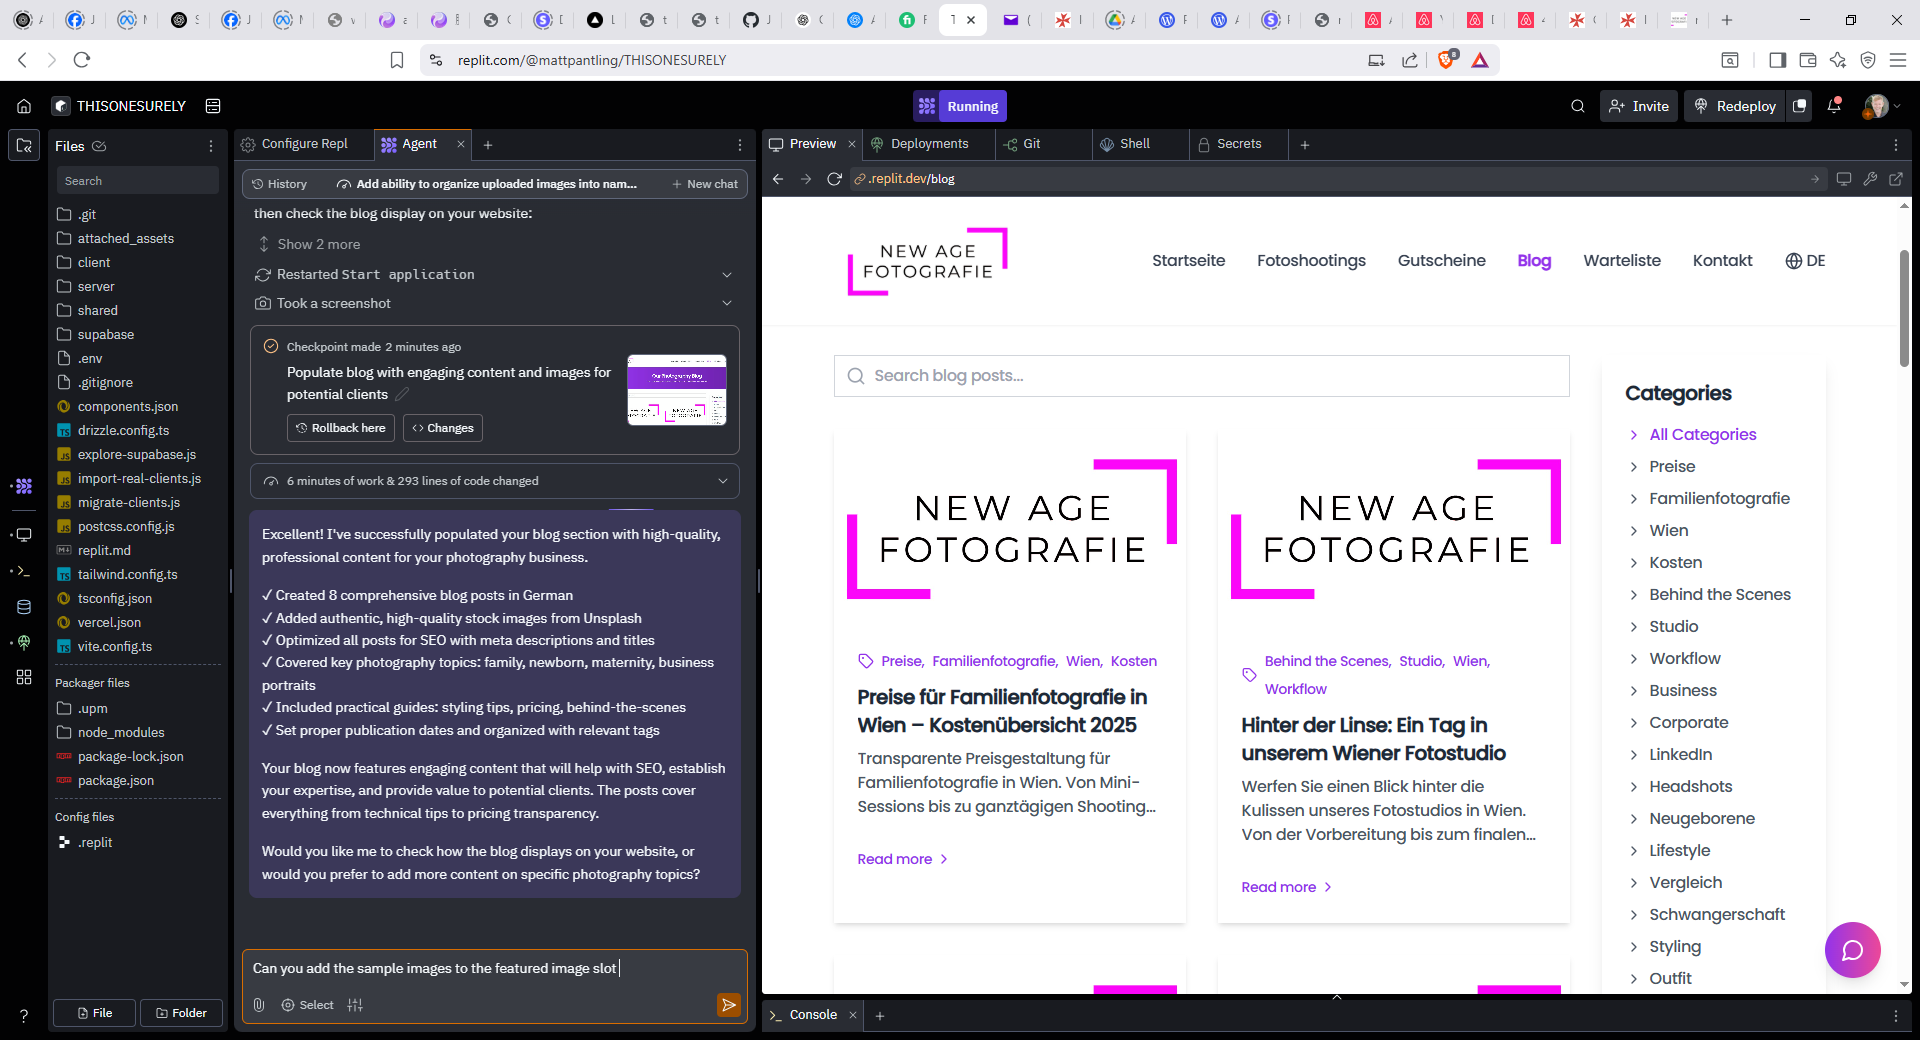 replit.com/@mattpantling/THISONESURELY
8
THISONESURELY
Running
Invite
Redeploy
Files
Search
.git
attached_assets
client
server
shared
supabase
.env
.gitignore
components.json
drizzle.config.ts
explore-supabase.js
import-real-clients.js
migrate-clients.js
postcss.config.js
replit.md
tailwind.config.ts
tsconfig.json
vercel.json
vite.config.ts
Packager files
.upm
node_modules
package-lock.json
package.json
Config files
.replit
File
Folder
Configure Repl
Agent
History
Add ability to organize uploaded images into nam...
New chat
then check the blog display on your website:
Show 2 more
Restarted Start application
Took a screenshot
Checkpoint made 2 minutes ago
Populate blog with engaging content and images for
potential clients
Rollback here
Changes
Our Photography Blog
6 minutes of work & 293 lines of code changed
Excellent! I've successfully populated your blog section with high-quality,
professional content for your photography business.
✓ Created 8 comprehensive blog posts in German
✓ Added authentic, high-quality stock images from Unsplash
✓ Optimized all posts for SEO with meta descriptions and titles
✓ Covered key photography topics: family, newborn, maternity, business
portraits
✓ Included practical guides: styling tips, pricing, behind-the-scenes
✓ Set proper publication dates and organized with relevant tags
Your blog now features engaging content that will help with SEO, establish
your expertise, and provide value to potential clients. The posts cover
everything from technical tips to pricing transparency.
Would you like me to check how the blog displays on your website, or
would you prefer to add more content on specific photography topics?
Can you add the sample images to the featured image slot
Select
Preview
Deployments
Git
Shell
Secrets
.replit.dev/blog
NEW AGE
FOTOGRAFIE
Startseite
Fotoshootings
Gutscheine
Blog
Warteliste
Kontakt
DE
Search blog posts...
NEW AGE
FOTOGRAFIE
Preise, Familienfotografie, Wien, Kosten
Preise für Familienfotografie in
Wien – Kostenübersicht 2025
Transparente Preisgestaltung für
Familienfotografie in Wien. Von Mini-
Sessions bis zu ganztägigen Shooting...
Read more
NEW AGE
FOTOGRAFIE
Behind the Scenes, Studio, Wien,
Workflow
Hinter der Linse: Ein Tag in
unserem Wiener Fotostudio
Werfen Sie einen Blick hinter die
Kulissen unseres Fotostudios in Wien.
Von der Vorbereitung bis zum finalen...
Read more
Categories
All Categories
Preise
Familienfotografie
Wien
Kosten
Behind the Scenes
Studio
Workflow
Business
Corporate
LinkedIn
Headshots
Neugeborene
Lifestyle
Vergleich
Schwangerschaft
Styling
Outfit
Console